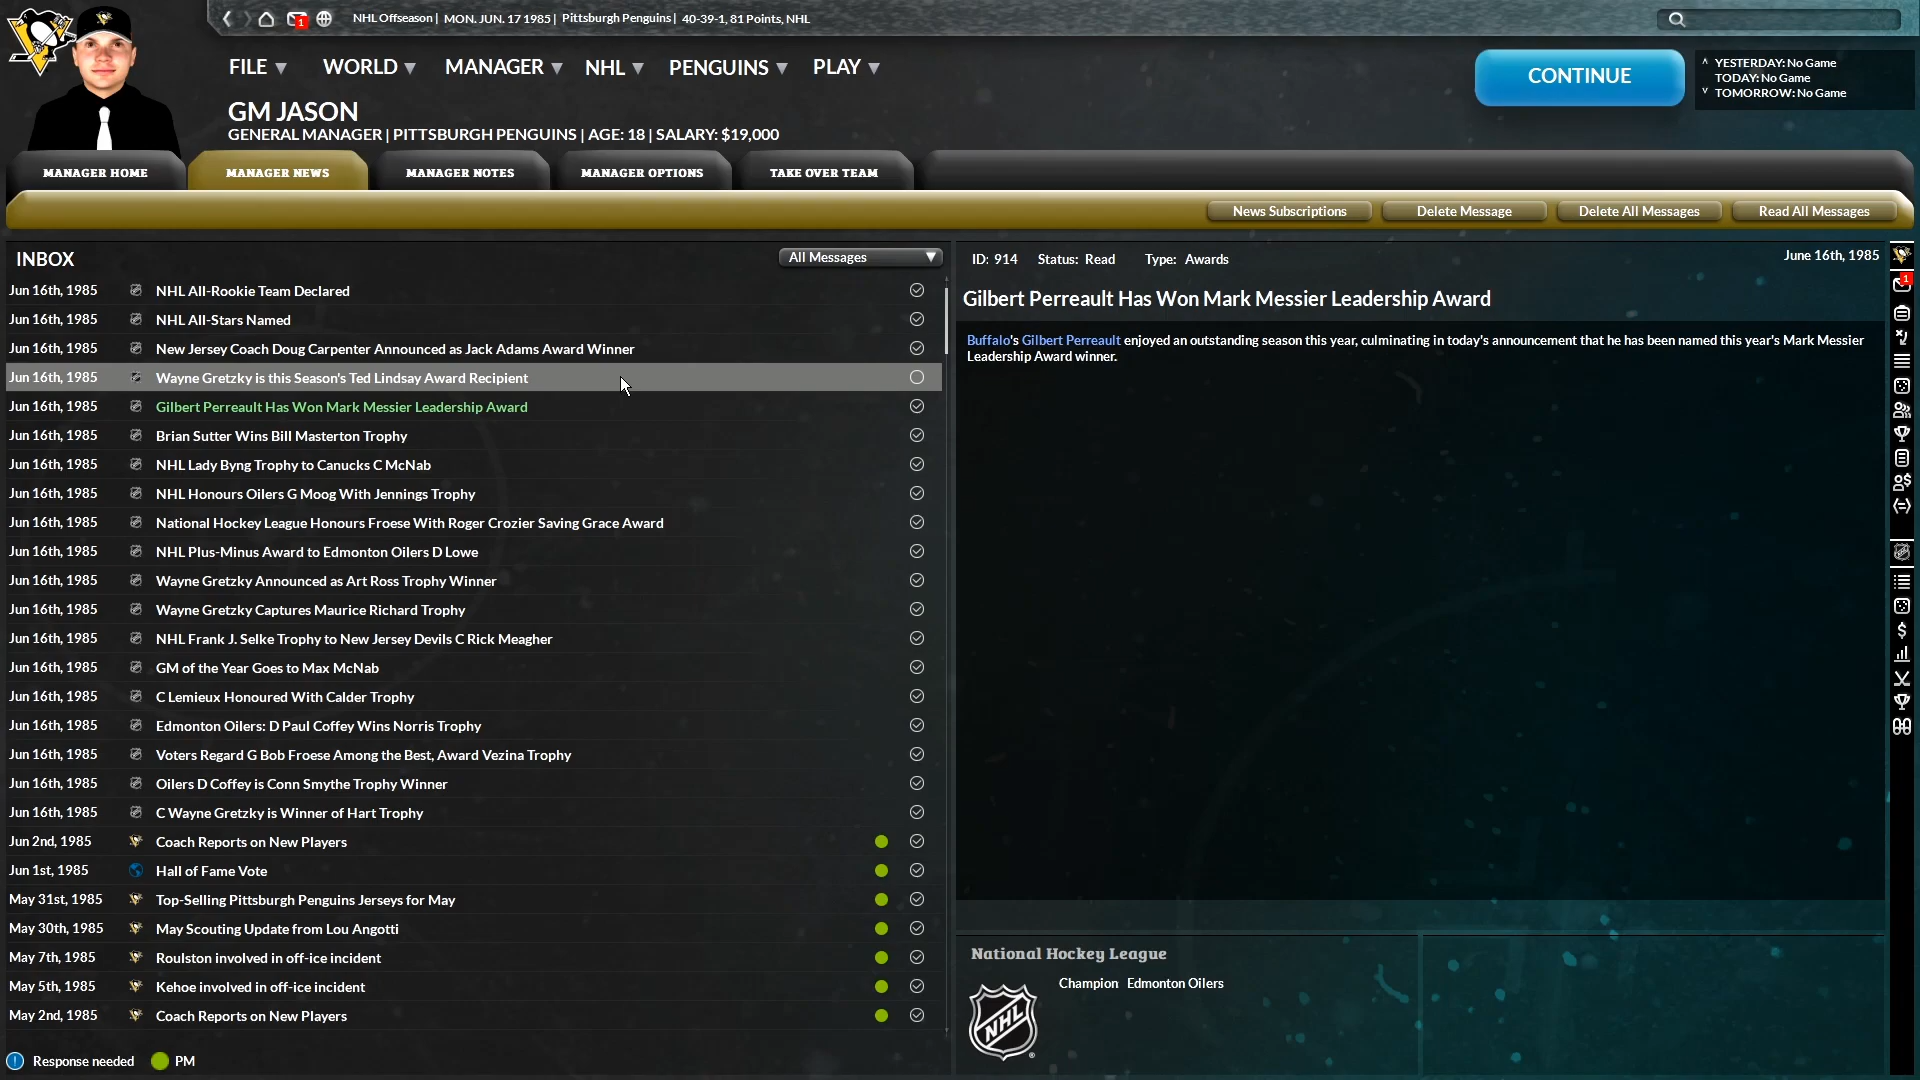 NHL Offseason | MON. JUN. 17 1985 | Pittsburgh Penguins | 40-39-1, 81 Points, NHL
1
FILE WORLD MANAGER NHL PENGUINS PLAY
CONTINUE
YESTERDAY: No Game
TODAY: No Game
TOMORROW: No Game
GM JASON
GENERAL MANAGER | PITTSBURGH PENGUINS | AGE: 18 | SALARY: $19,000
MANAGER HOME MANAGER NEWS MANAGER NOTES MANAGER OPTIONS TAKE OVER TEAM
News Subscriptions Delete Message Delete All Messages Read All Messages
INBOX All Messages
Jun 16th, 1985 NHL All-Rookie Team Declared
Jun 16th, 1985 NHL All-Stars Named
Jun 16th, 1985 New Jersey Coach Doug Carpenter Announced as Jack Adams Award Winner
Jun 16th, 1985 Wayne Gretzky is this Season's Ted Lindsay Award Recipient
Jun 16th, 1985 Gilbert Perreault Has Won Mark Messier Leadership Award
Jun 16th, 1985 Brian Sutter Wins Bill Masterton Trophy
Jun 16th, 1985 NHL Lady Byng Trophy to Canucks C McNab
Jun 16th, 1985 NHL Honours Oilers G Moog With Jennings Trophy
Jun 16th, 1985 National Hockey League Honours Froese With Roger Crozier Saving Grace Award
Jun 16th, 1985 NHL Plus-Minus Award to Edmonton Oilers D Lowe
Jun 16th, 1985 Wayne Gretzky Announced as Art Ross Trophy Winner
Jun 16th, 1985 Wayne Gretzky Captures Maurice Richard Trophy
Jun 16th, 1985 NHL Frank J. Selke Trophy to New Jersey Devils C Rick Meagher
Jun 16th, 1985 GM of the Year Goes to Max McNab
Jun 16th, 1985 C Lemieux Honoured With Calder Trophy
Jun 16th, 1985 Edmonton Oilers: D Paul Coffey Wins Norris Trophy
Jun 16th, 1985 Voters Regard G Bob Froese Among the Best, Award Vezina Trophy
Jun 16th, 1985 Oilers D Coffey is Conn Smythe Trophy Winner
Jun 16th, 1985 C Wayne Gretzky is Winner of Hart Trophy
Jun 2nd, 1985 Coach Reports on New Players
Jun 1st, 1985 Hall of Fame Vote
May 31st, 1985 Top-Selling Pittsburgh Penguins Jerseys for May
May 30th, 1985 May Scouting Update from Lou Angotti
May 7th, 1985 Roulston involved in off-ice incident
May 5th, 1985 Kehoe involved in off-ice incident
May 2nd, 1985 Coach Reports on New Players
Response needed PM
ID: 914 Status: Read Type: Awards June 16th, 1985
Gilbert Perreault Has Won Mark Messier Leadership Award
Buffalo's Gilbert Perreault enjoyed an outstanding season this year, culminating in today's announcement that he has been named this year's Mark Messier
Leadership Award winner.
National Hockey League
Champion Edmonton Oilers
NHL
1